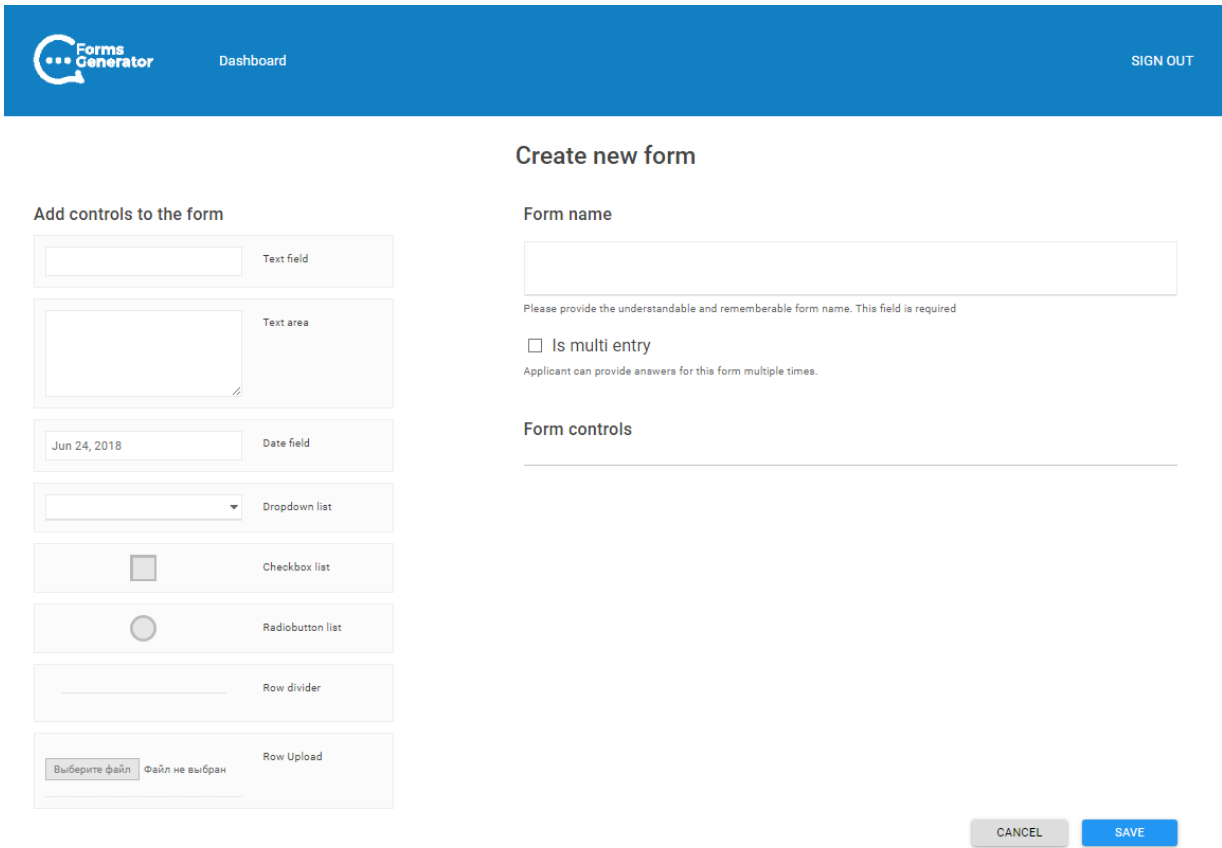 Forms
Generator
Dashboard
SIGN OUT
Create new form
Add controls to the form
Text field
Text area
Jun 24, 2018
Date field
Dropdown list
Checkbox list
Radiobutton list
Row divider
Row Upload
Выберите файл Файл не выбран
Form name
Please provide the understandable and rememberable form name. This field is required
Is multi entry
Applicant can provide answers for this form multiple times.
Form controls
CANCEL
SAVE